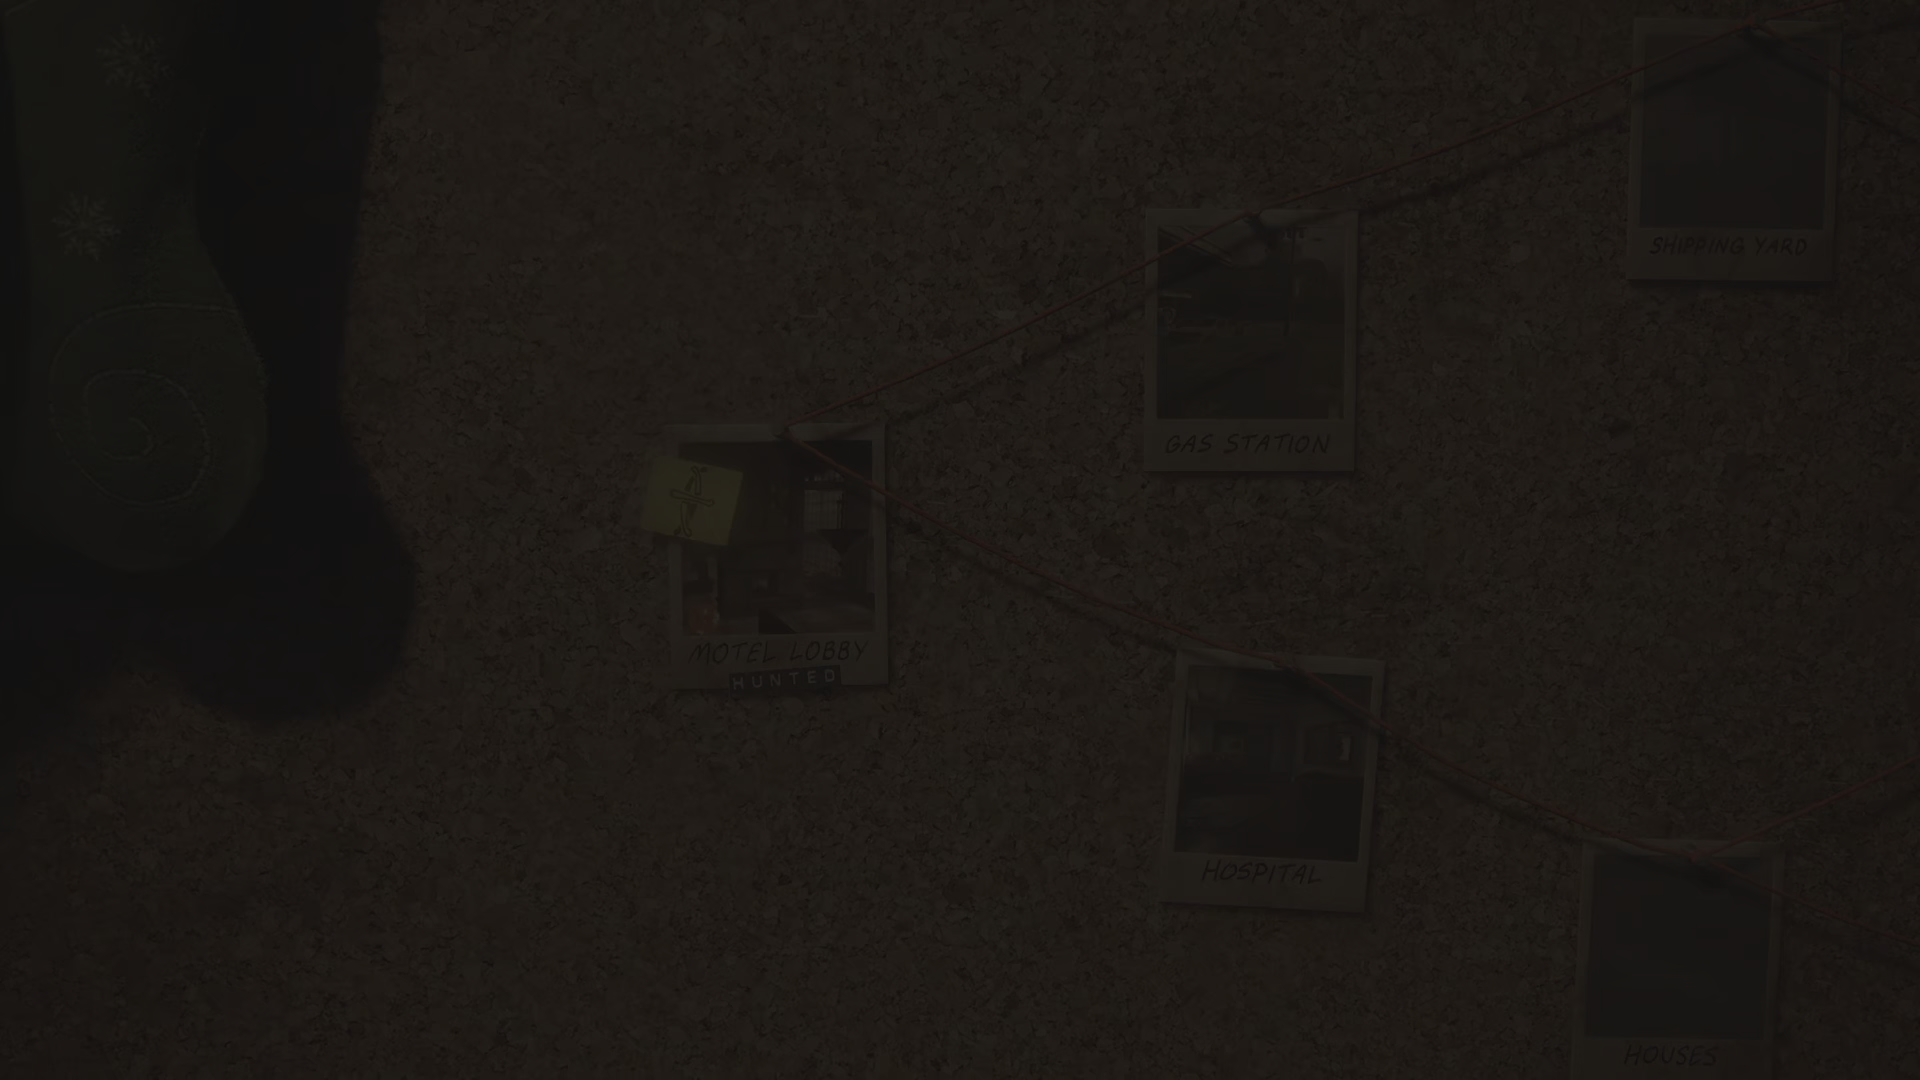 SHIPPING YARD
GAS STATION
MOTEL LOBBY
HUNTED
HOSPITAL
HOUSES